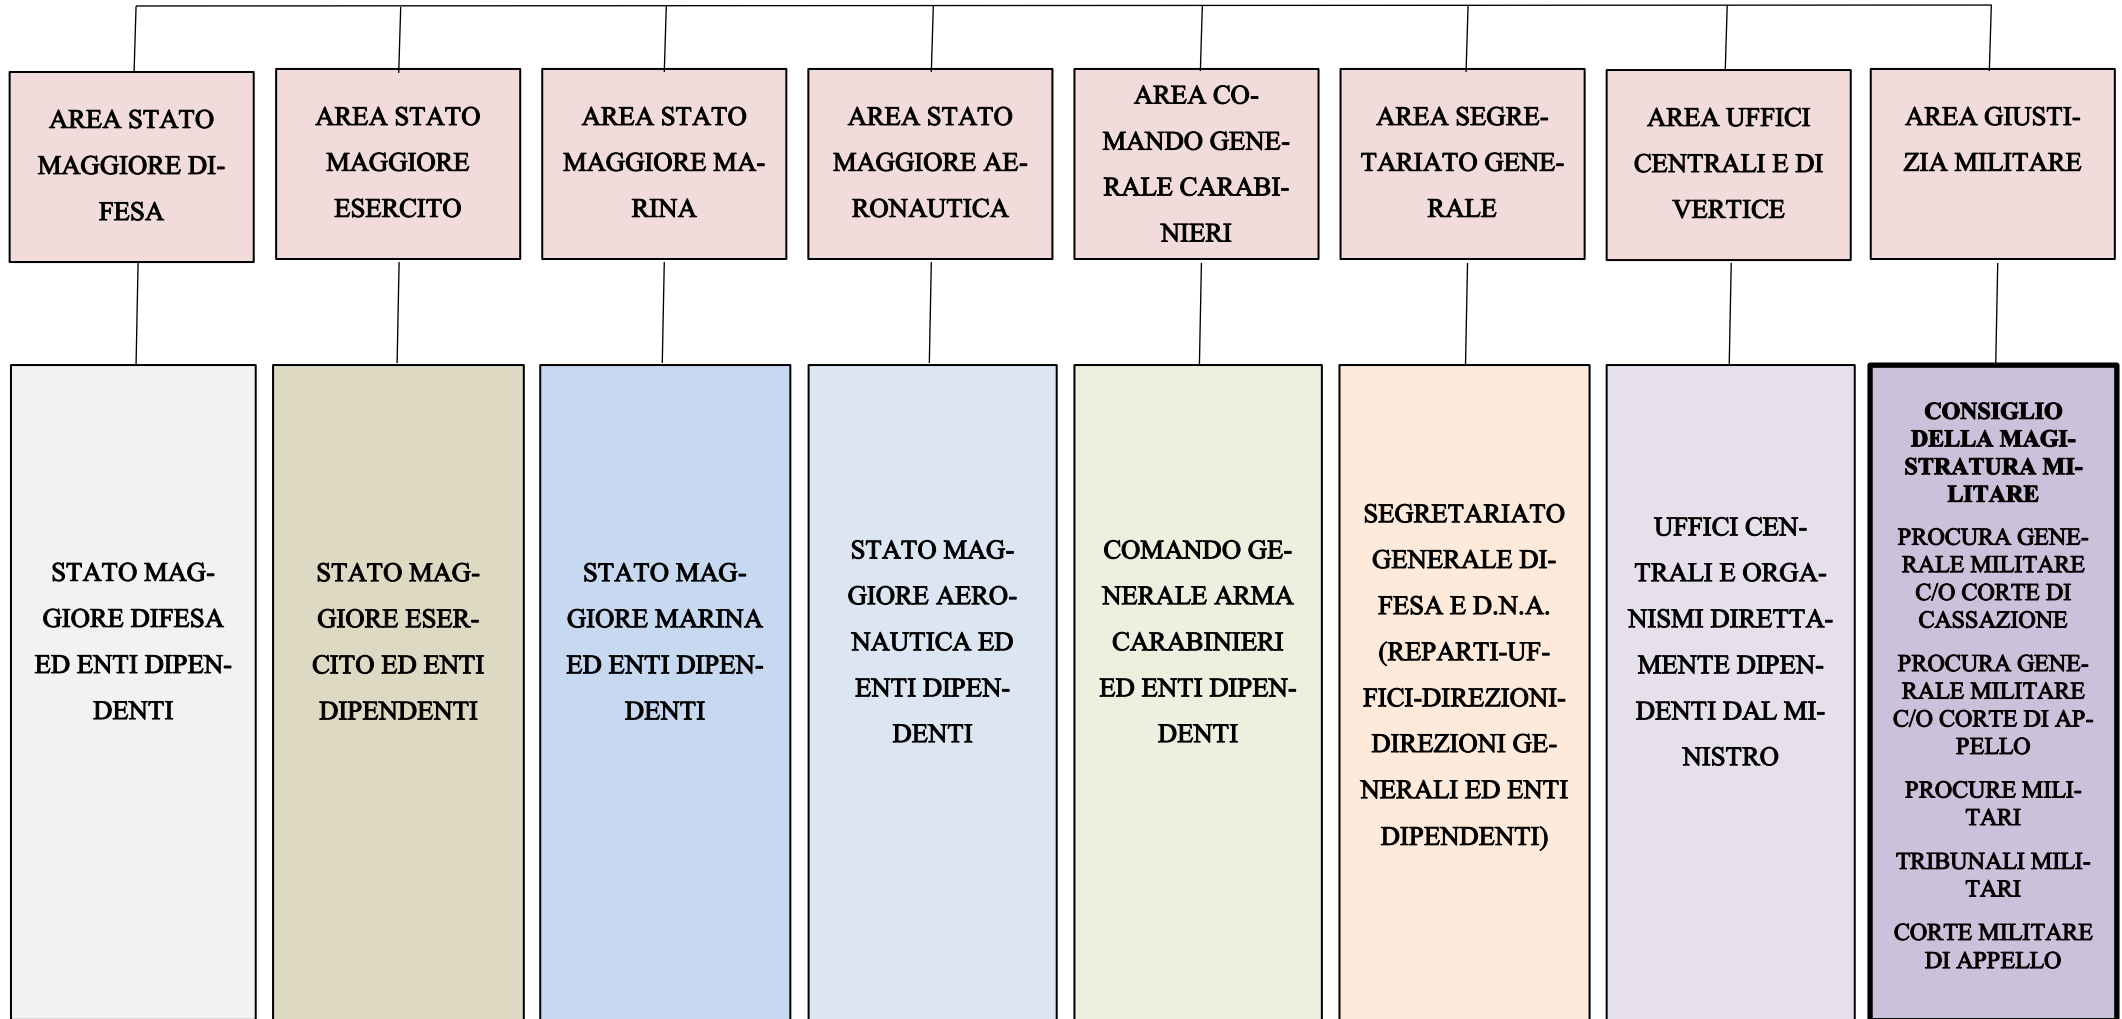 AREA STATO
MAGGIORE DI-
FESA
AREA STATO
MAGGIORE
ESERCITO
AREA STATO
MAGGIORE MA-
RINA
AREA STATO
MAGGIORE AE-
RONAUTICA
AREA CO-
MANDO GENE-
RALE CARABI-
NIERI
AREA SEGRE-
TARIATO GENE-
RALE
AREA UFFICI
CENTRALI E DI
VERTICE
AREA GIUSTI-
ZIA MILITARE
STATO MAG-
GIORE DIFESA
ED ENTI DIPEN-
DENTI
STATO MAG-
GIORE ESER-
CITO ED ENTI
DIPENDENTI
STATO MAG-
GIORE MARINA
ED ENTI DIPEN-
DENTI
STATO MAG-
GIORE AERO-
NAUTICA ED
ENTI DIPEN-
DENTI
COMANDO GE-
NERALE ARMA
CARABINIERI
ED ENTI DIPEN-
DENTI
SEGRETARIATO
GENERALE DI-
FESA E D.N.A.
(REPARTI-UF-
FICI-DIREZIONI-
DIREZIONI GE-
NERALI ED ENTI
DIPENDENTI)
UFFICI CEN-
TRALI E ORGA-
NISMI DIRETTA-
MENTE DIPEN-
DENTI DAL MI-
NISTRO
CONSIGLIO
DELLA MAGI-
STRATURA MI-
LITARE
PROCURA GENE-
RALE MILITARE
C/O CORTE DI
CASSAZIONE
PROCURA GENE-
RALE MILITARE
C/O CORTE DI AP-
PELLO
PROCURE MILI-
TARI
TRIBUNALI MILI-
TARI
CORTE MILITARE
DI APPELLO